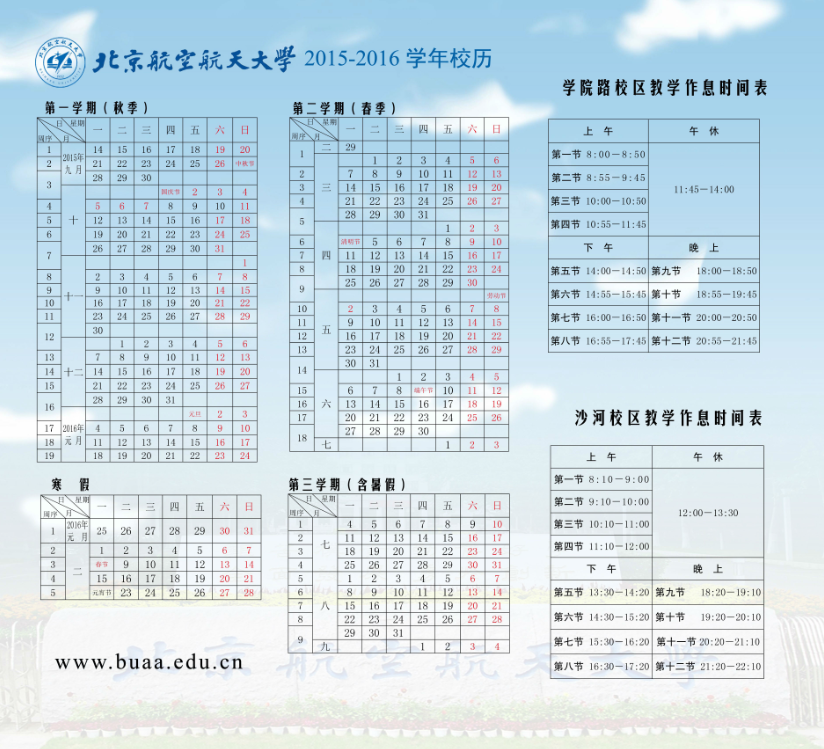 北京航空航天大學 2015-2016 学年校历
第一学期（秋季）
日 星期 一 二 三 四 五 六 日
周序 月
1 2015年九月 14 15 16 17 18 19 20
2 21 22 23 24 25 26 中秋节
3 28 29 30
十 国庆节 2 3 4
4 5 6 7 8 9 10 11
5 12 13 14 15 16 17 18
6 19 20 21 22 23 24 25
7 26 27 28 29 30 31
十一 1
8 2 3 4 5 6 7 8
9 9 10 11 12 13 14 15
10 16 17 18 19 20 21 22
11 23 24 25 26 27 28 29
12 30
十二 1 2 3 4 5 6
13 7 8 9 10 11 12 13
14 14 15 16 17 18 19 20
15 21 22 23 24 25 26 27
16 28 29 30 31
2016年元月 元旦 2 3
17 4 5 6 7 8 9 10
18 11 12 13 14 15 16 17
19 18 19 20 21 22 23 24
第二学期（春季）
日 星期 一 二 三 四 五 六 日
周序 月
1 二 29
三 1 2 3 4 5 6
2 7 8 9 10 11 12 13
3 14 15 16 17 18 19 20
4 21 22 23 24 25 26 27
5 28 29 30 31
四 1 2 3
6 清明节 5 6 7 8 9 10
7 11 12 13 14 15 16 17
8 18 19 20 21 22 23 24
9 25 26 27 28 29 30
五 劳动节
10 2 3 4 5 6 7 8
11 9 10 11 12 13 14 15
12 16 17 18 19 20 21 22
13 23 24 25 26 27 28 29
14 30 31
六 1 2 3 4 5
15 6 7 8 端午节 10 11 12
16 13 14 15 16 17 18 19
17 20 21 22 23 24 25 26
18 27 28 29 30
七 1 2 3
寒 假
日 星期 一 二 三 四 五 六 日
周序 月
1 2016年元月 25 26 27 28 29 30 31
2 二 1 2 3 4 5 6 7
3 春节 9 10 11 12 13 14
4 15 16 17 18 19 20 21
5 元宵节 23 24 25 26 27 28
第三学期（含暑假）
日 星期 一 二 三 四 五 六 日
周序 月
1 七 4 5 6 7 8 9 10
2 11 12 13 14 15 16 17
3 18 19 20 21 22 23 24
4 25 26 27 28 29 30 31
5 八 1 2 3 4 5 6 7
6 8 9 10 11 12 13 14
7 15 16 17 18 19 20 21
8 22 23 24 25 26 27 28
9 29 30 31
九 1 2 3 4
www.buaa.edu.cn
学院路校区教学作息时间表
上 午 午 休
第一节 8:00－8:50 11:45－14:00
第二节 8:55－9:45
第三节 10:00－10:50
第四节 10:55－11:45
下 午 晚 上
第五节 14:00－14:50 第九节 18:00－18:50
第六节 14:55－15:45 第十节 18:55－19:45
第七节 16:00－16:50 第十一节 20:00－20:50
第八节 16:55－17:45 第十二节 20:55－21:45
沙河校区教学作息时间表
上 午 午 休
第一节 8:10－9:00 12:00－13:30
第二节 9:10－10:00
第三节 10:10－11:00
第四节 11:10－12:00
下 午 晚 上
第五节 13:30－14:20 第九节 18:20－19:10
第六节 14:30－15:20 第十节 19:20－20:10
第七节 15:30－16:20 第十一节 20:20－21:10
第八节 16:30－17:20 第十二节 21:20－22:10
北京航空航天大学